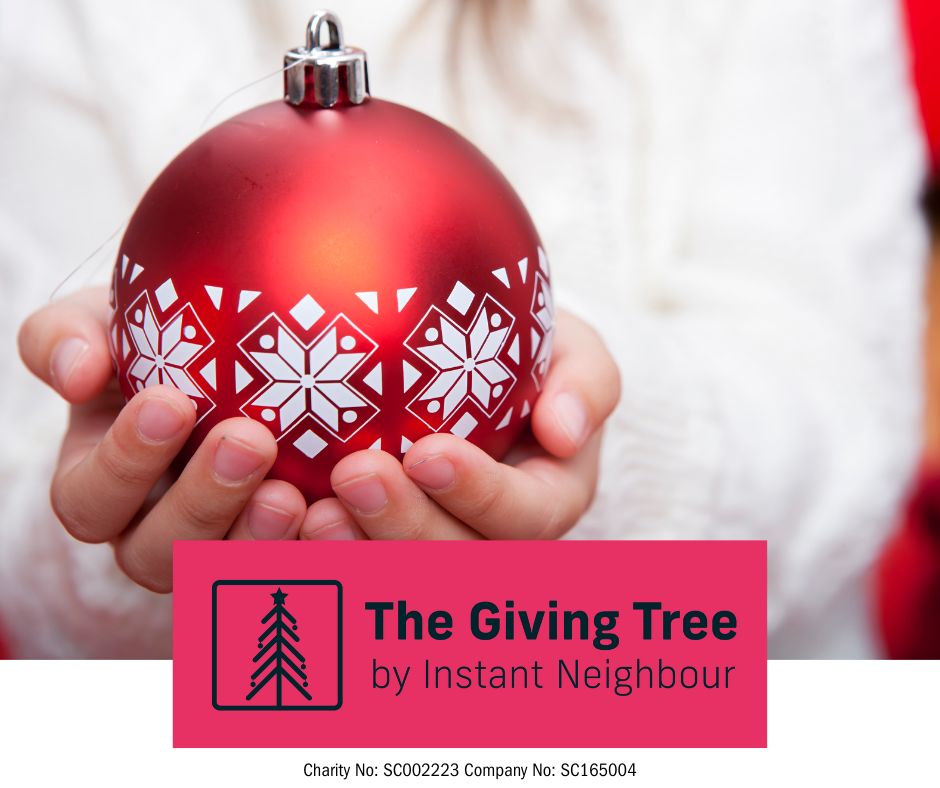 The Giving Tree
by Instant Neighbour
Charity No: SC002223 Company No: SC165004